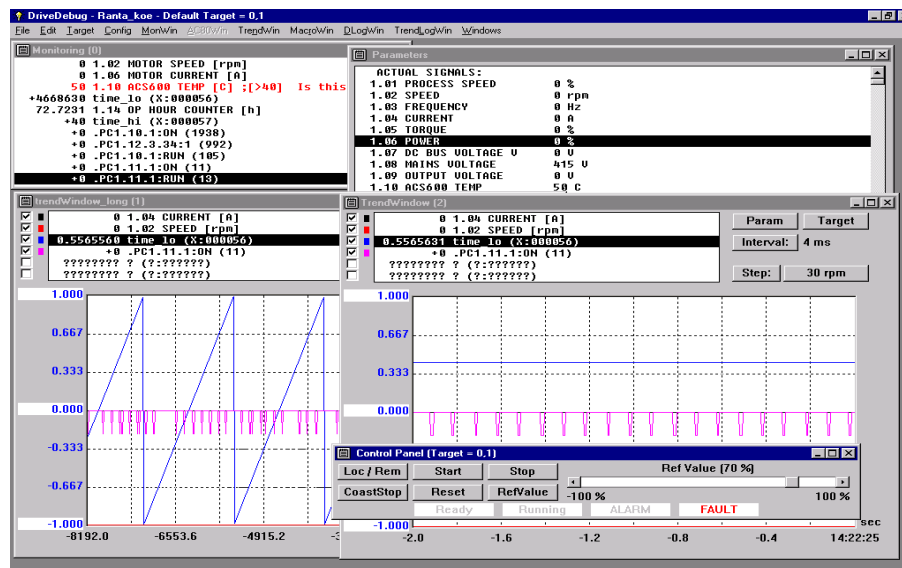 DriveDebug - Ranta_koe - Default Target = 0,1
File Edit Target Config MonWin ACBitWin TrendWin MacroWin DLogWin TrendLogWin Windows
Monitoring (0)
0 1.02 MOTOR SPEED [rpm]
0 1.06 MOTOR CURRENT [A]
50 1.10 ACS600 TEMP [C] ;[>40] Is this
+4668630 time_lo (X:000056)
72.7231 1.14 OP HOUR COUNTER [h]
+40 time_hi (X:000057)
+0 .PC1.10.1:ON (1938)
+0 .PC1.12.3.34:1 (992)
+0 .PC1.10.1:RUN (105)
+0 .PC1.11.1:ON (11)
+0 .PC1.11.1:RUN (13)
Parameters
ACTUAL SIGNALS:
1.01 PROCESS SPEED 0 %
1.02 SPEED 0 rpm
1.03 FREQUENCY 0 Hz
1.04 CURRENT 0 A
1.05 TORQUE 0 %
1.06 POWER 0 %
1.07 DC BUS VOLTAGE V 0 V
1.08 MAINS VOLTAGE 415 V
1.09 OUTPUT VOLTAGE 0 V
1.10 ACS600 TEMP 50 C
trendWindow_long (1)
0 1.04 CURRENT [A]
0 1.02 SPEED [rpm]
0.5565560 time_lo (X:000056)
+0 .PC1.11.1:ON (11)
???????? ? (?:??????)
???????? ? (?:??????)
1.000
0.667
0.333
0.000
-0.333
-0.667
-1.000
-8192.0 -6553.6 -4915.2
TrendWindow (2)
0 1.04 CURRENT [A]
0 1.02 SPEED [rpm]
0.5565631 time_lo (X:000056)
+0 .PC1.11.1:ON (11)
???????? ? (?:??????)
???????? ? (?:??????)
Param Target
Interval: 4 ms
Step: 30 rpm
1.000
0.667
0.333
0.000
Control Panel (Target = 0,1)
Loc / Rem Start Stop Ref Value (70 %)
CoastStop Reset RefValue -100 % 100 %
Ready Running ALARM FAULT
-1.000 sec
-2.0 -1.6 -1.2 -0.8 -0.4 14:22:25